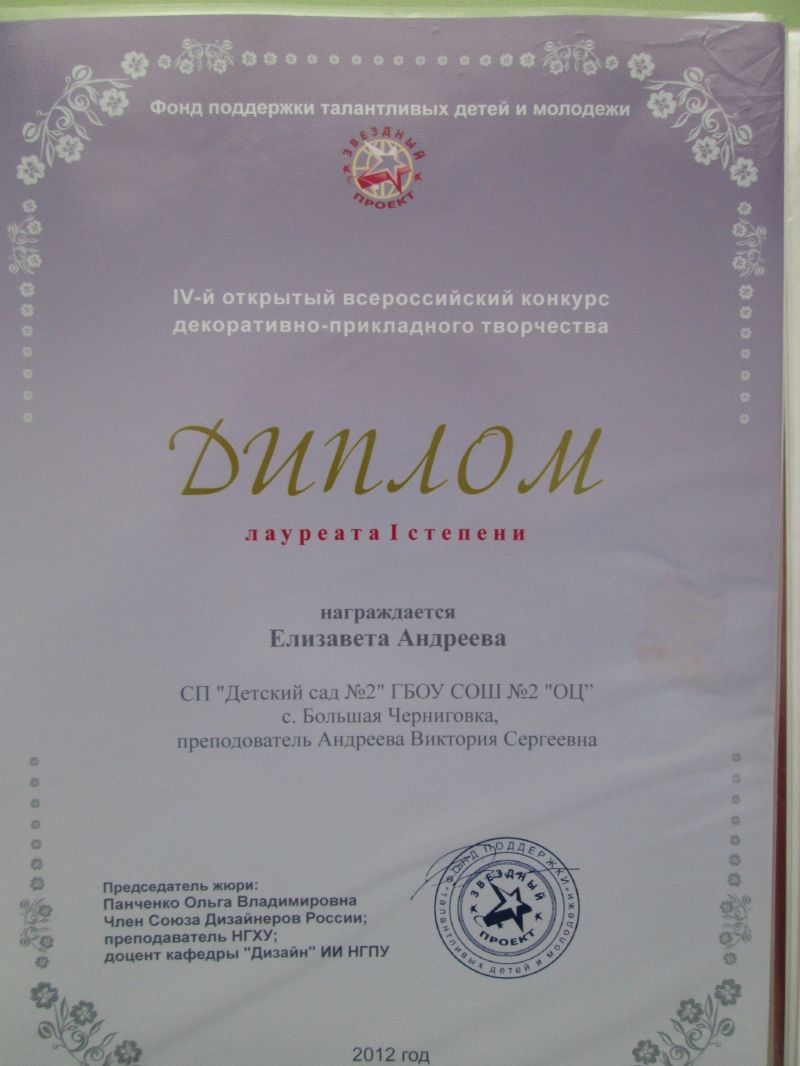 Фонд поддержки талантливых детей и молодежи
ЗВЕЗДНЫЙ
ПРОЕКТ
IV-й открытый всероссийский конкурс
декоративно-прикладного творчества
ДИПЛОМ
лауреата I степени
награждается
Елизавета Андреева
СП "Детский сад №2" ГБОУ СОШ №2 "ОЦ”
с. Большая Черниговка,
преподователь Андреева Виктория Сергеевна
Председатель жюри:
Панченко Ольга Владимировна
Член Союза Дизайнеров России;
преподаватель НГХУ;
доцент кафедры "Дизайн" ИИ НГПУ
ФОНД ПОДДЕРЖКИ
талантливых детей и молодежи
ЗВЕЗДНЫЙ
ПРОЕКТ
2012 год